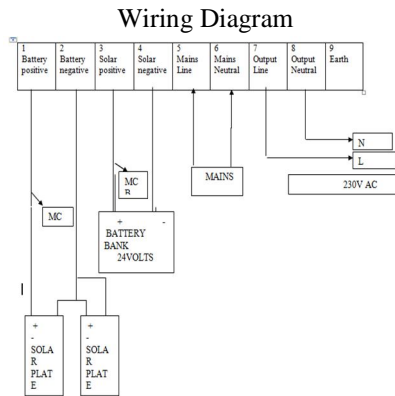 Wiring Diagram
1
Battery
positive
2
Battery
negative
3
Solar
positive
4
Solar
negative
5
Mains
Line
6
Mains
Neutral
7
Output
Line
8
Output
Neutral
9
Earth
N
L
230V AC
MAINS
MC
B
MC
+ -
BATTERY
BANK
24VOLTS
+
-
SOLA
R
PLAT
E
+
-
SOLA
R
PLAT
E